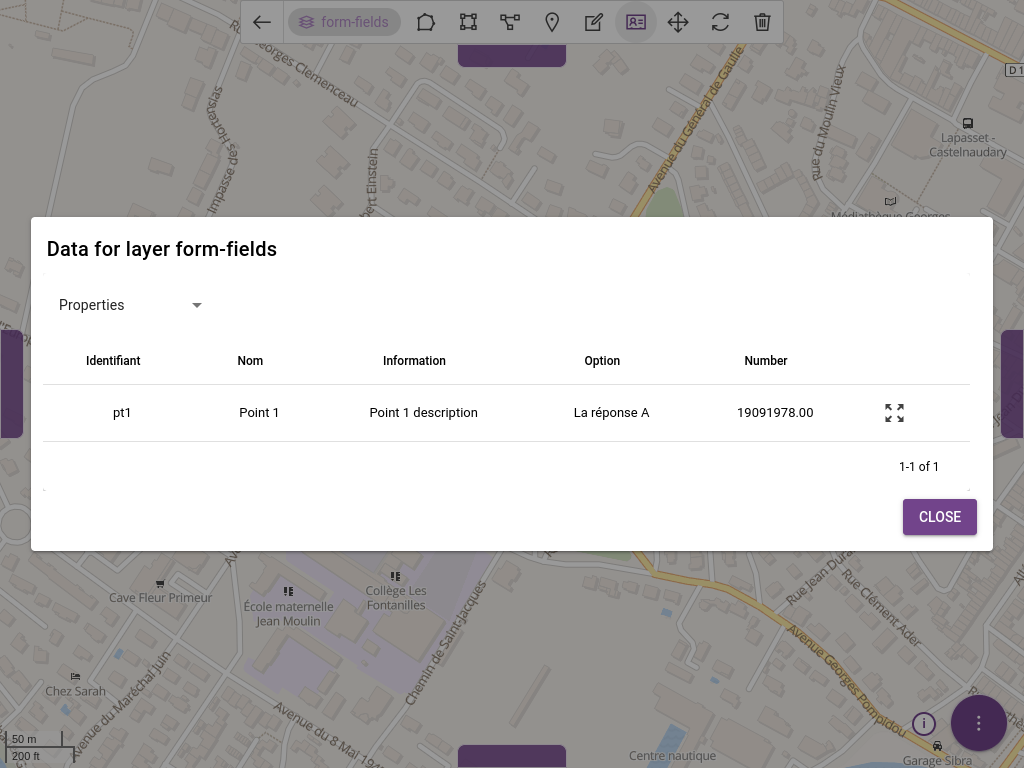 form-fields
Georges Clemenceau
Impasse des Hortensias
bert Einstein
Avenue du Général de Gaulle
Rue du Moulin Vieux
D 1
Lapasset -
Castelnaudary
Médiathèque Georges
Data for layer form-fields
Properties
Identifiant Nom Information Option Number
pt1 Point 1 Point 1 description La réponse A 19091978.00
1-1 of 1
CLOSE
Cave Fleur Primeur
École maternelle
Jean Moulin
Collège Les
Fontanilles
Chemin de Saint-Jacques
Rue Jean Dura
Rue Clément Ader
Avenue Georges Pompidou
Chez Sarah
Avenue du Maréchal Juin
Avenue du 8 Mai 194
50 m
200 ft
Centre nautique
Garage Sibra